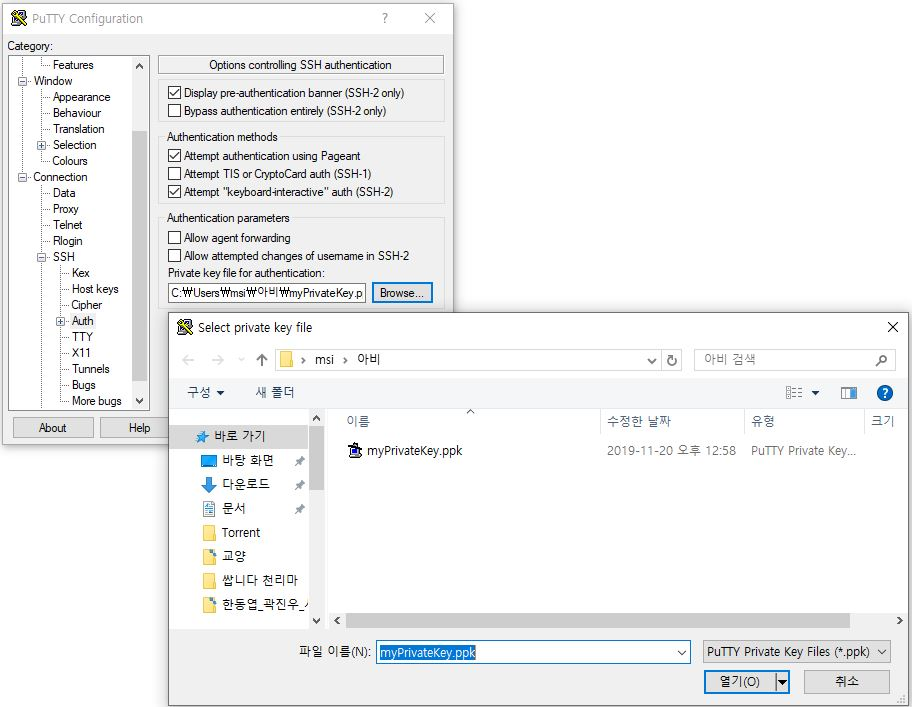 PuTTY Configuration
?
Category:
Features
Window
Appearance
Behaviour
Translation
Selection
Colours
Connection
Data
Proxy
Telnet
Rlogin
SSH
Kex
Host keys
Cipher
Auth
TTY
X11
Tunnels
Bugs
More bugs
About
Help
Options controlling SSH authentication
Display pre-authentication banner (SSH-2 only)
Bypass authentication entirely (SSH-2 only)
Authentication methods
Attempt authentication using Pageant
Attempt TIS or CryptoCard auth (SSH-1)
Attempt "keyboard-interactive" auth (SSH-2)
Authentication parameters
Allow agent forwarding
Allow attempted changes of username in SSH-2
Private key file for authentication:
C:₩Users₩msi₩아비₩myPrivateKey.p
Browse...
Select private key file
msi › 아비
아비 검색
구성
새 폴더
?
바로 가기
바탕 화면
다운로드
문서
Torrent
교양
쌉니다 천리마
한동엽_곽진우_
이름 수정한 날짜 유형 크기
myPrivateKey.ppk 2019-11-20 오후 12:58 PuTTY Private Key...
파일 이름(N):
myPrivateKey.ppk
PuTTY Private Key Files (*.ppk)
열기(O)
취소